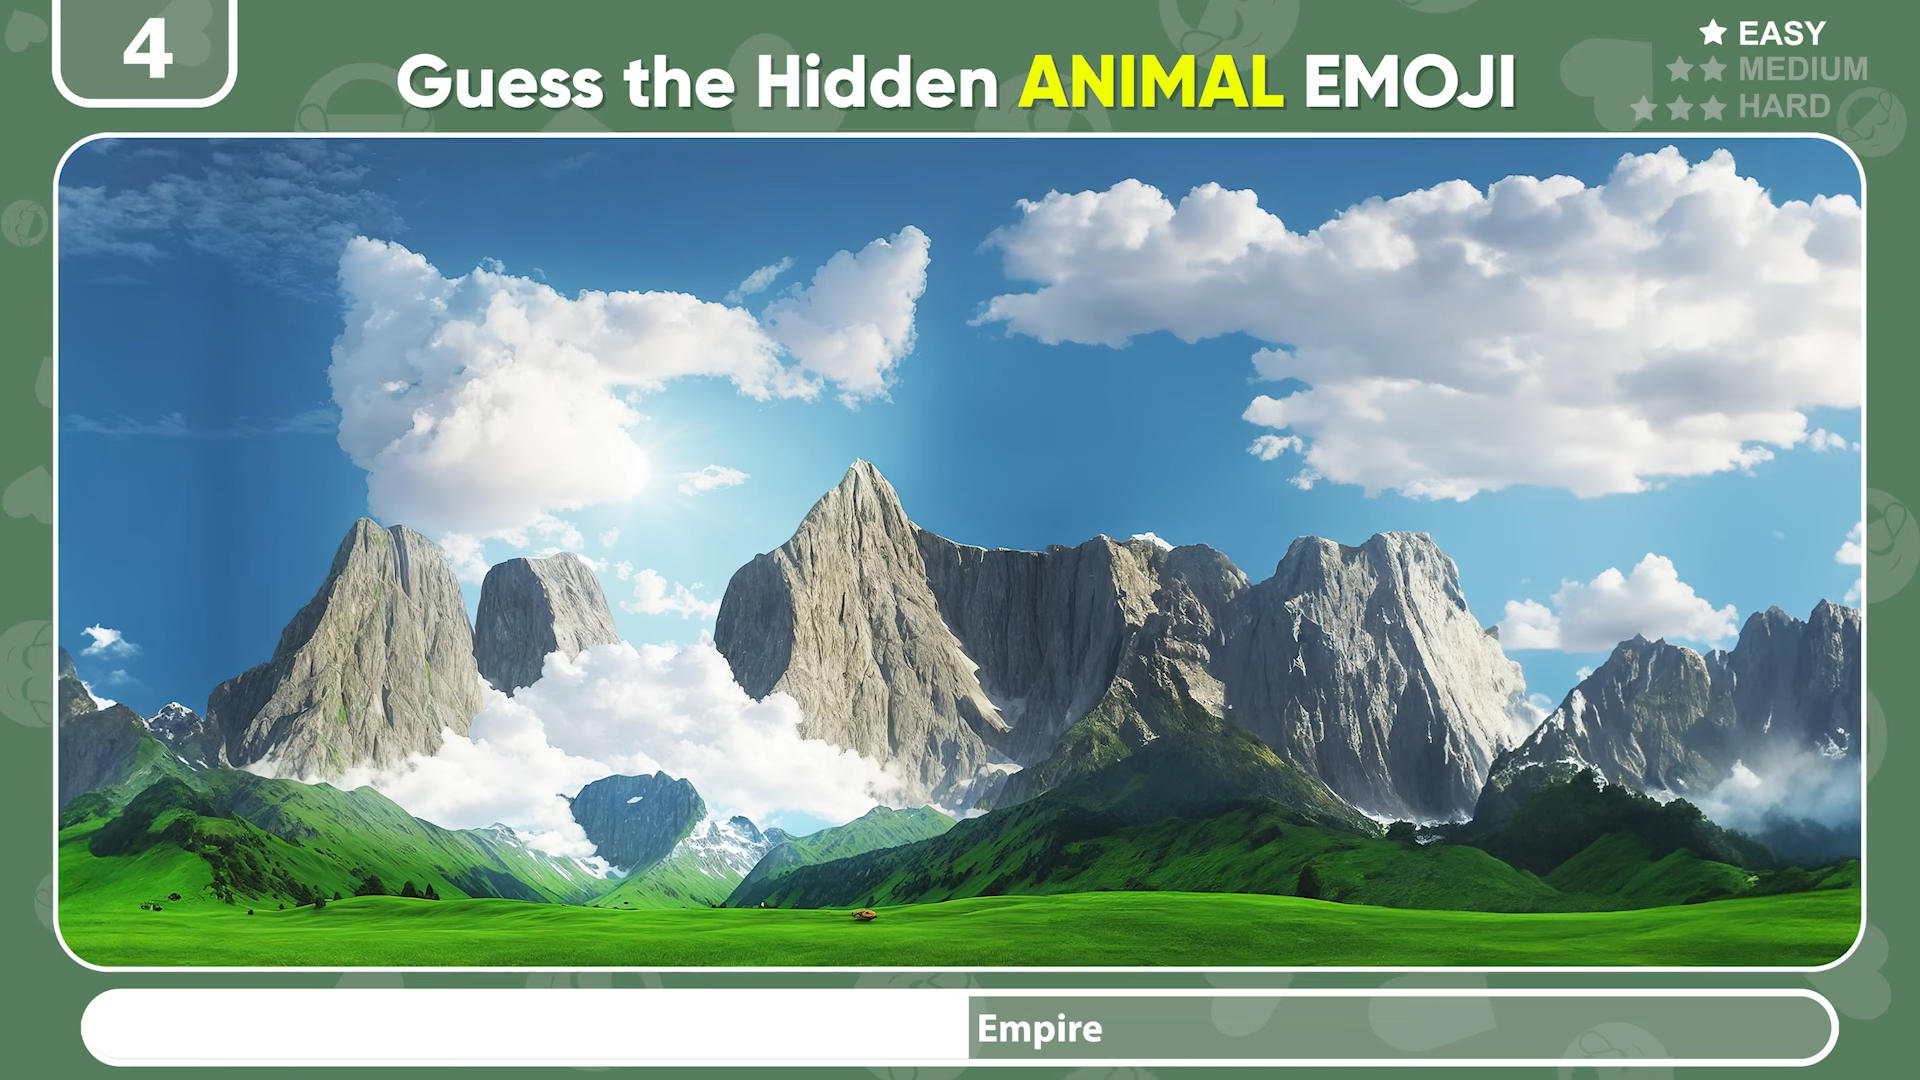 4
Guess the Hidden ANIMAL EMOJI
EASY
MEDIUM
HARD
Empire